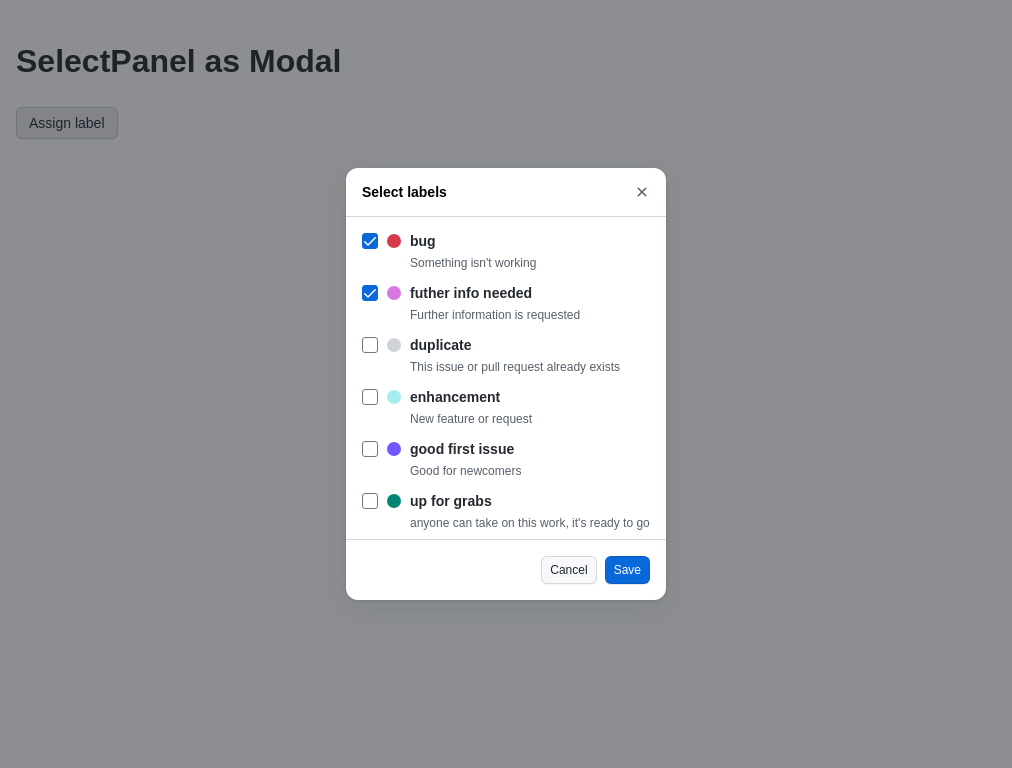 SelectPanel as Modal
Assign label
Select labels
bug
Something isn't working
futher info needed
Further information is requested
duplicate
This issue or pull request already exists
enhancement
New feature or request
good first issue
Good for newcomers
up for grabs
anyone can take on this work, it's ready to go
Cancel Save